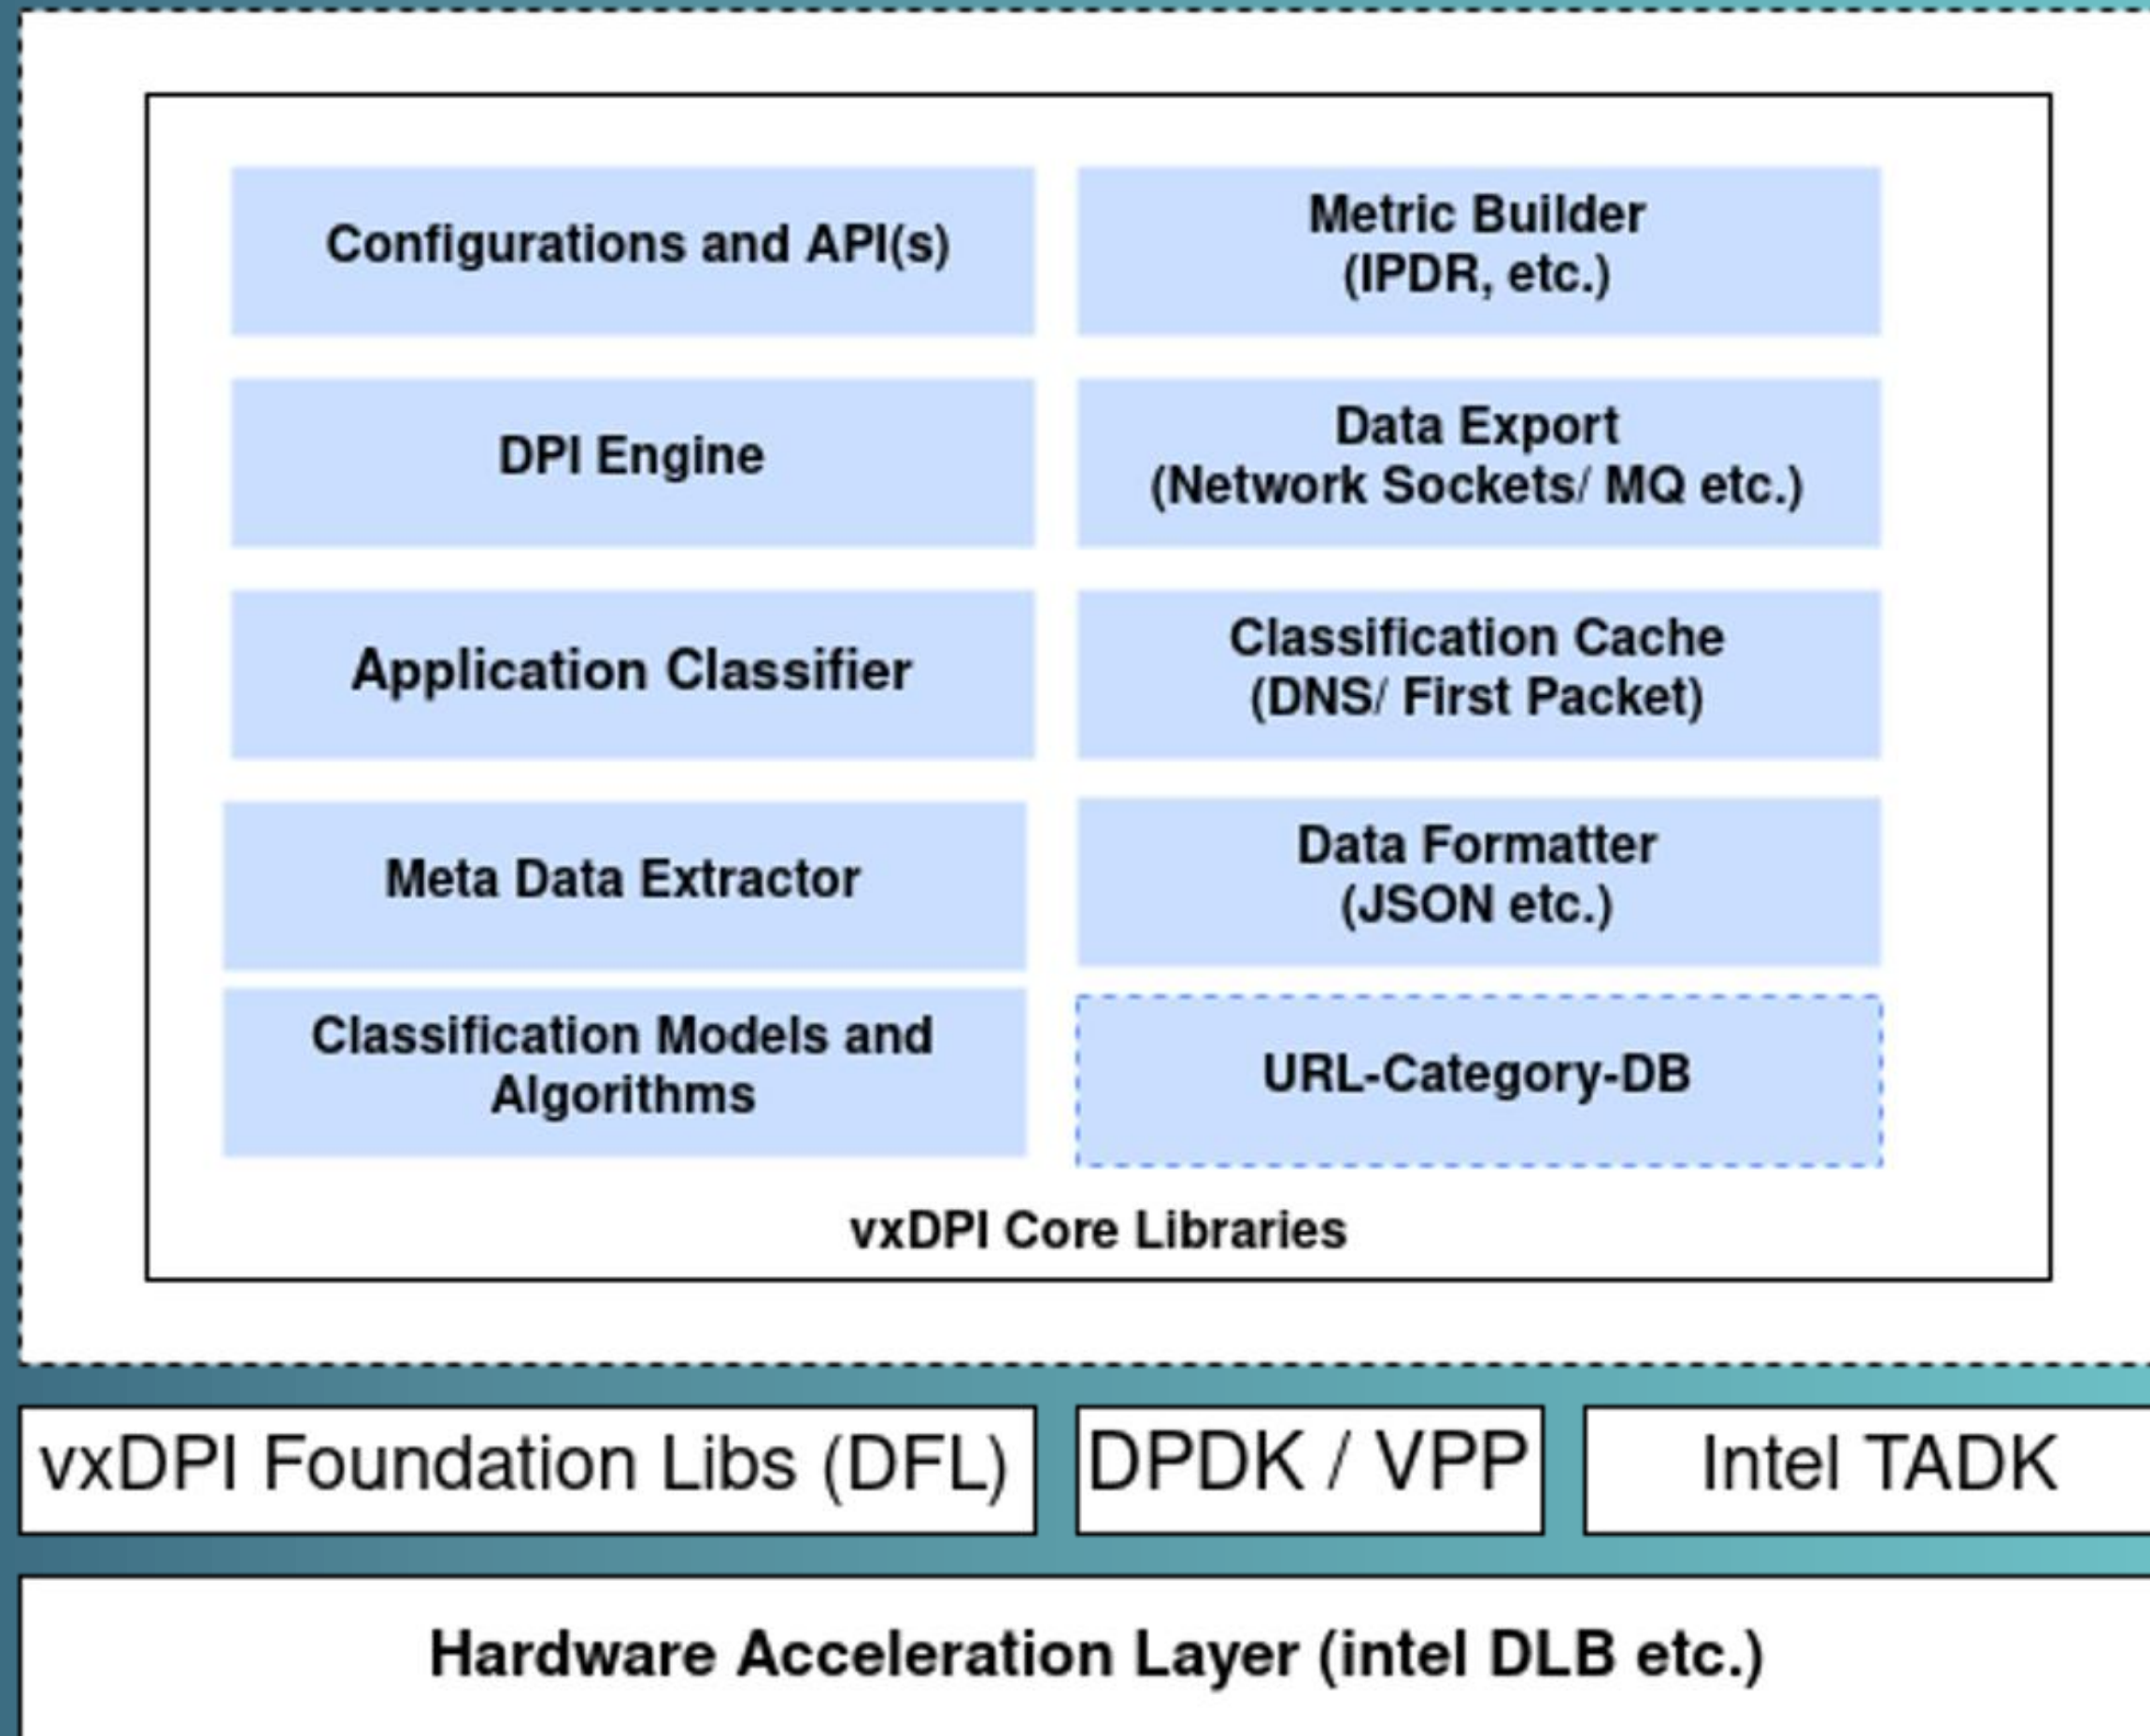 Configurations and API(s)
Metric Builder
(IPDR, etc.)
DPI Engine
Data Export
(Network Sockets/ MQ etc.)
Application Classifier
Classification Cache
(DNS/ First Packet)
Meta Data Extractor
Data Formatter
(JSON etc.)
Classification Models and
Algorithms
URL-Category-DB
vxDPI Core Libraries
vxDPI Foundation Libs (DFL)
DPDK / VPP
Intel TADK
Hardware Acceleration Layer (intel DLB etc.)